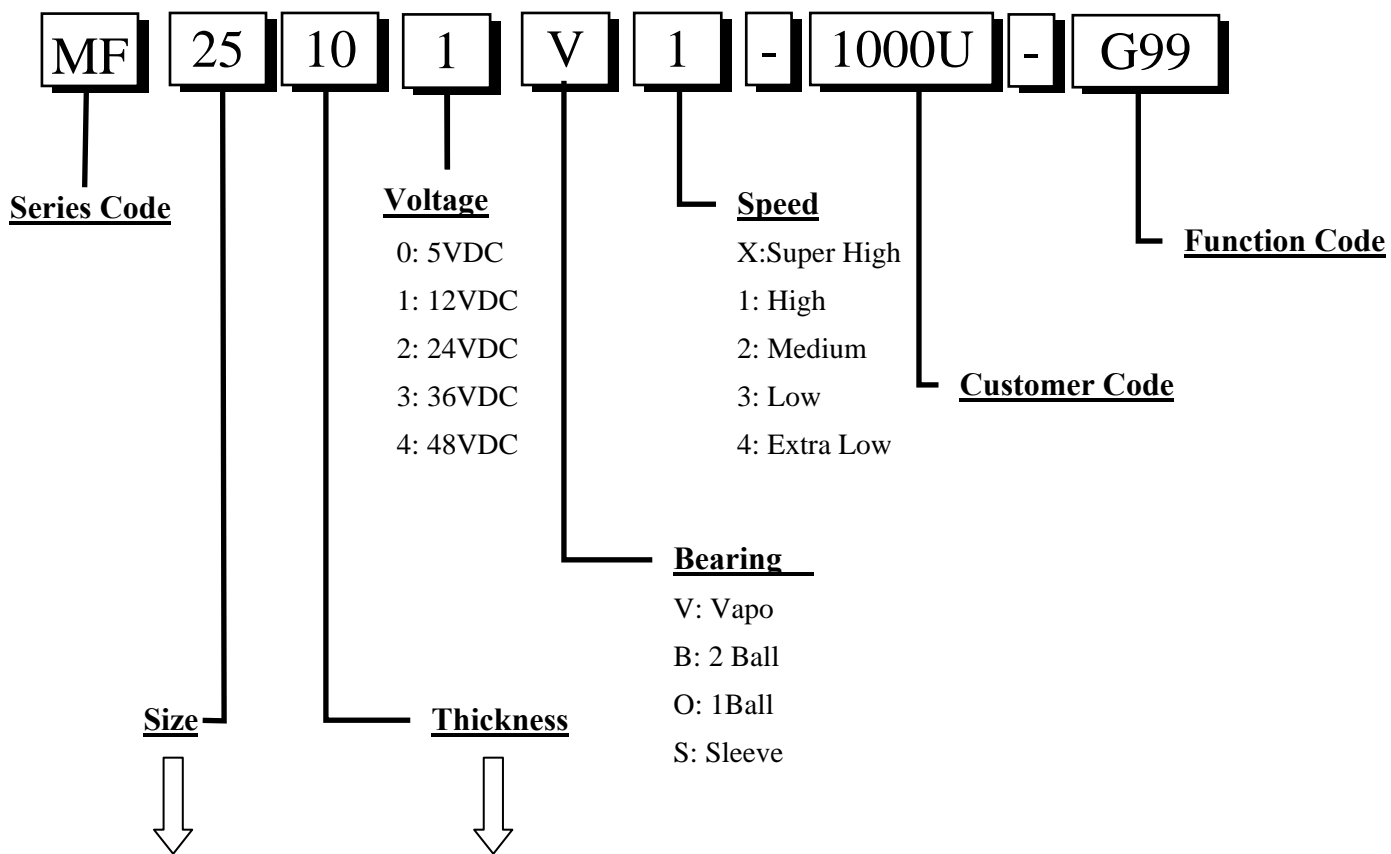 MF 25 10 1 V 1 - 1000U - G99
Series Code
Voltage
0: 5VDC
1: 12VDC
2: 24VDC
3: 36VDC
4: 48VDC
Speed
X:Super High
1: High
2: Medium
3: Low
4: Extra Low
Function Code
Customer Code
Bearing
V: Vapo
B: 2 Ball
O: 1Ball
S: Sleeve
Size
Thickness